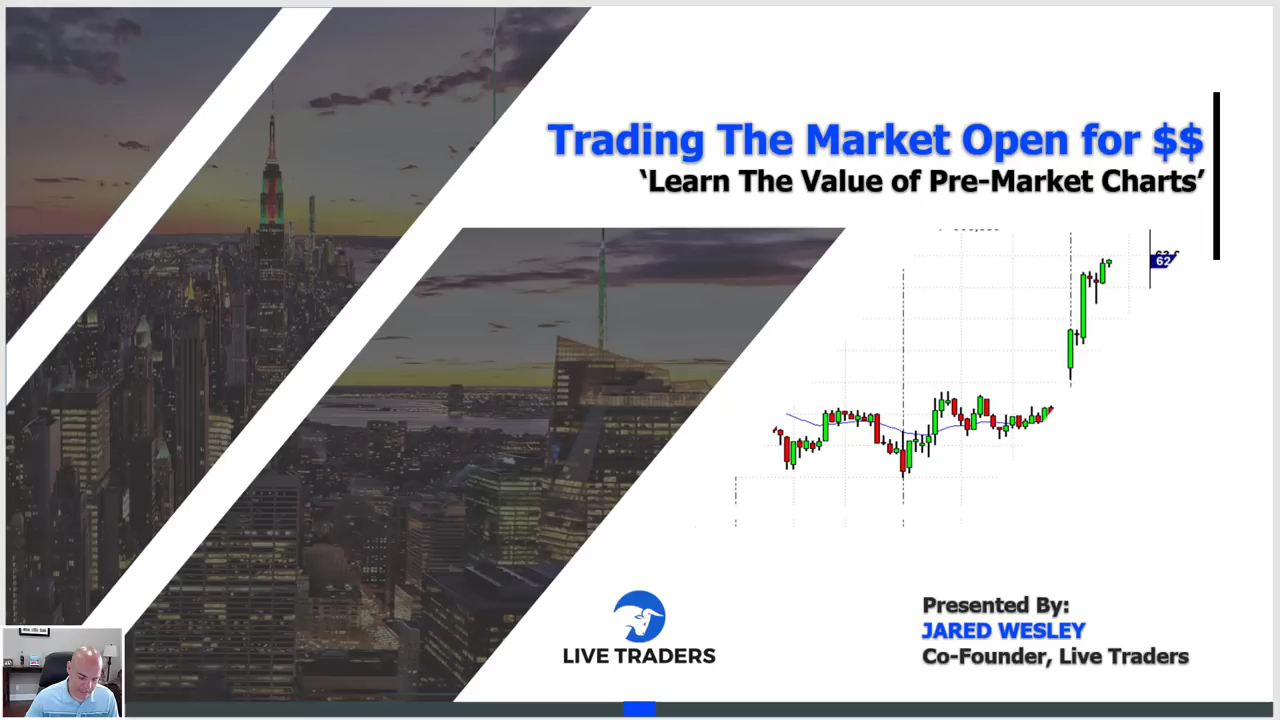 Trading The Market Open for $$
‘Learn The Value of Pre-Market Charts’
62
LIVE TRADERS
Presented By:
JARED WESLEY
Co-Founder, Live Traders